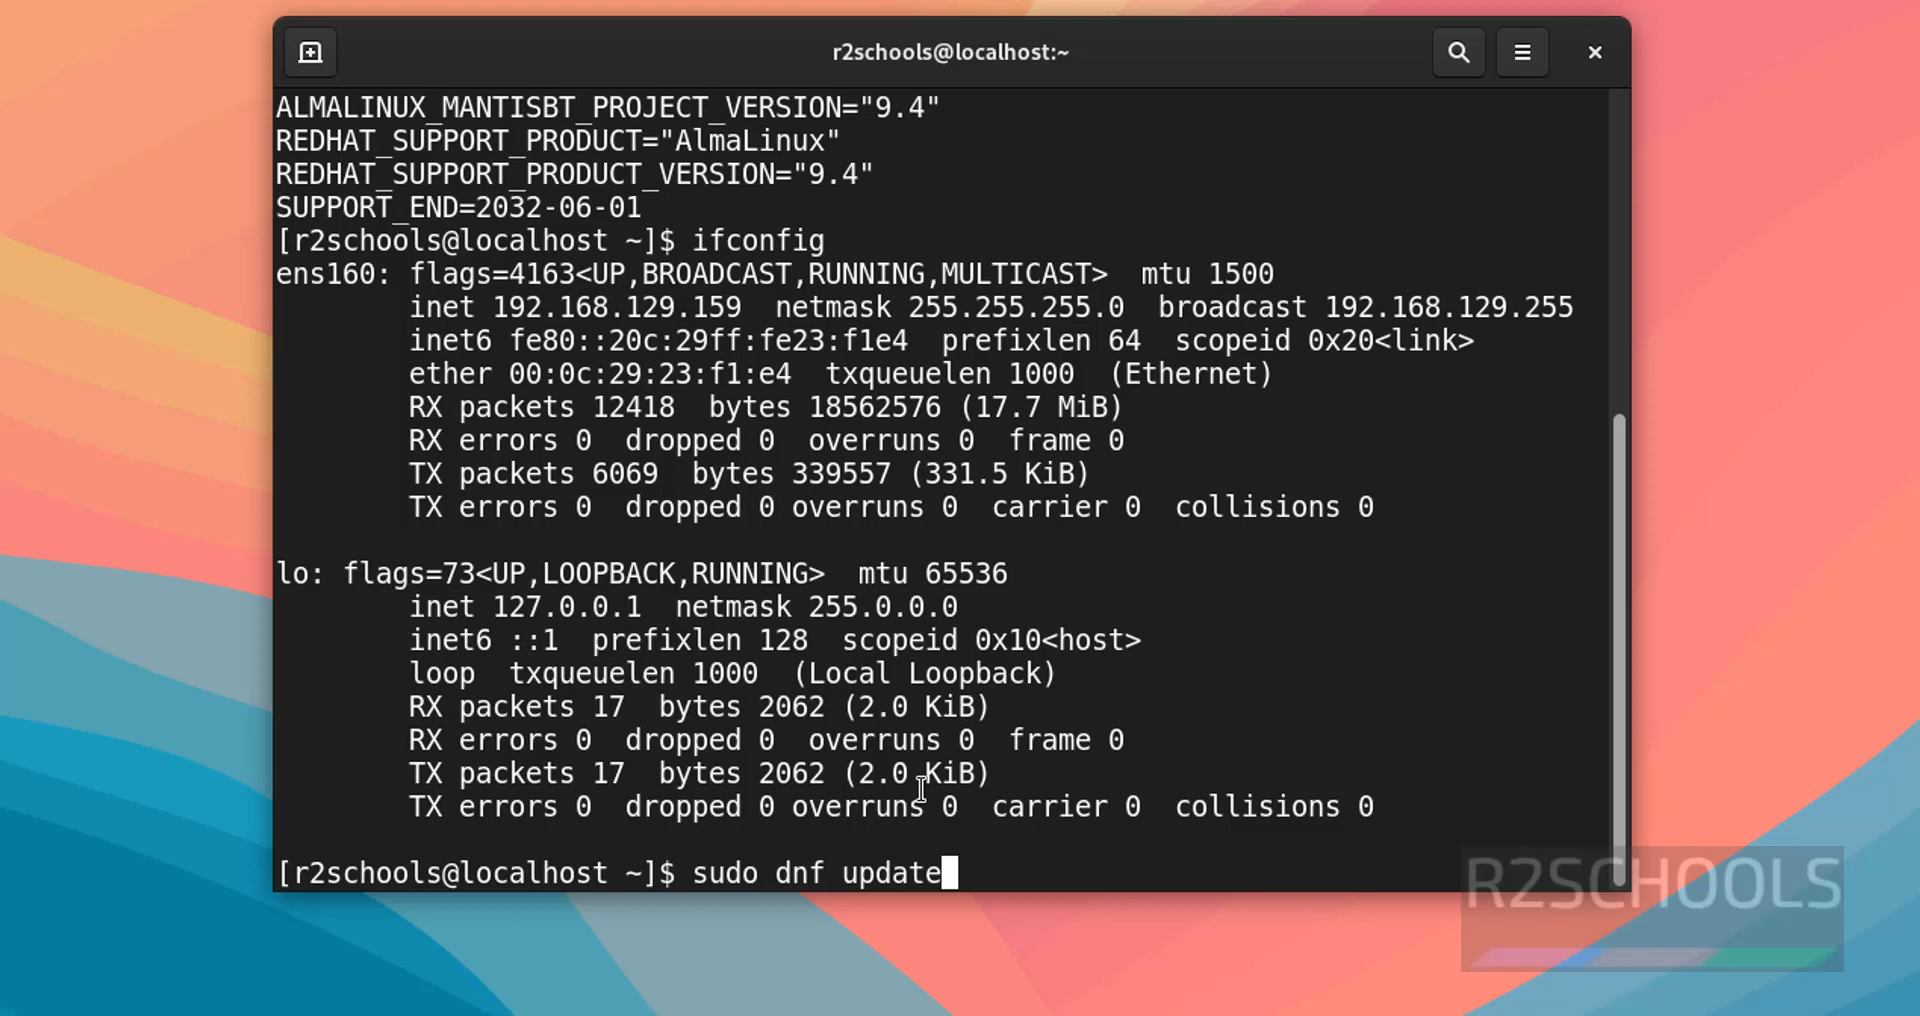 r2schools@localhost:~
ALMALINUX_MANTISBT_PROJECT_VERSION="9.4"
REDHAT_SUPPORT_PRODUCT="AlmaLinux"
REDHAT_SUPPORT_PRODUCT_VERSION="9.4"
SUPPORT_END=2032-06-01
[r2schools@localhost ~]$ ifconfig
ens160: flags=4163<UP,BROADCAST,RUNNING,MULTICAST>  mtu 1500
        inet 192.168.129.159  netmask 255.255.255.0  broadcast 192.168.129.255
        inet6 fe80::20c:29ff:fe23:f1e4  prefixlen 64  scopeid 0x20<link>
        ether 00:0c:29:23:f1:e4  txqueuelen 1000  (Ethernet)
        RX packets 12418  bytes 18562576 (17.7 MiB)
        RX errors 0  dropped 0  overruns 0  frame 0
        TX packets 6069  bytes 339557 (331.5 KiB)
        TX errors 0  dropped 0 overruns 0  carrier 0  collisions 0

lo: flags=73<UP,LOOPBACK,RUNNING>  mtu 65536
        inet 127.0.0.1  netmask 255.0.0.0
        inet6 ::1  prefixlen 128  scopeid 0x10<host>
        loop  txqueuelen 1000  (Local Loopback)
        RX packets 17  bytes 2062 (2.0 KiB)
        RX errors 0  dropped 0  overruns 0  frame 0
        TX packets 17  bytes 2062 (2.0 KiB)
        TX errors 0  dropped 0 overruns 0  carrier 0  collisions 0

[r2schools@localhost ~]$ sudo dnf update
R2SCHOOLS